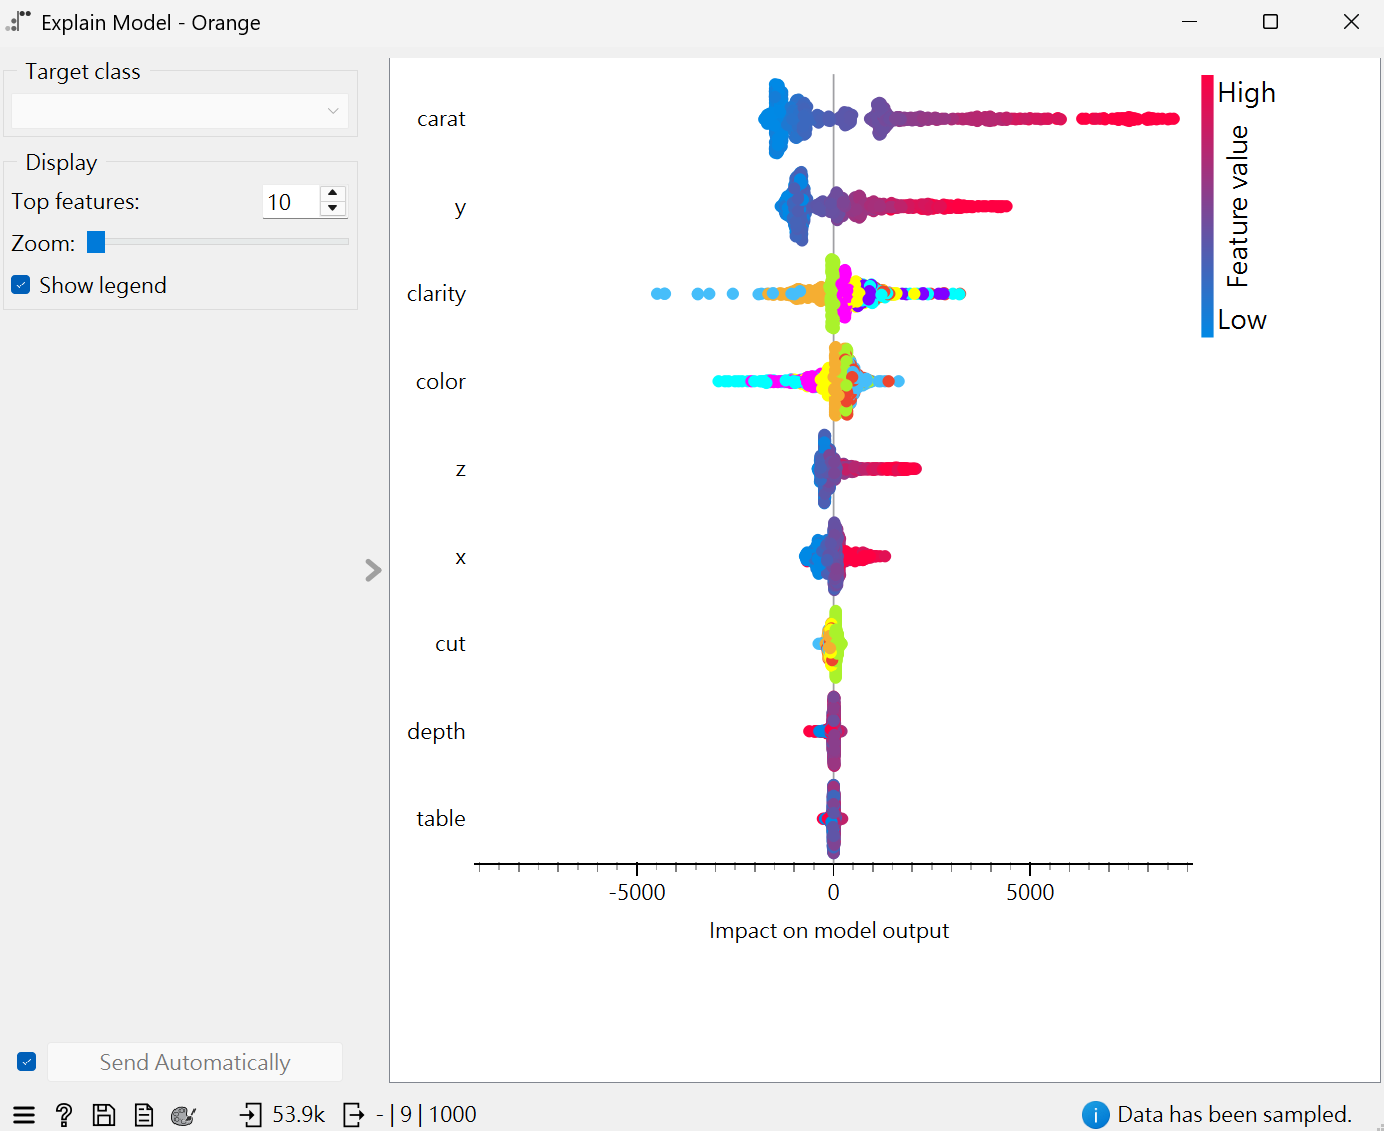 Explain Model - Orange
Target class
Display
Top features: 10
Zoom:
Show legend
Send Automatically
carat
y
clarity
color
z
x
cut
depth
table
-5000 0 5000
Impact on model output
High
Feature value
Low
53.9k - | 9 | 1000
Data has been sampled.